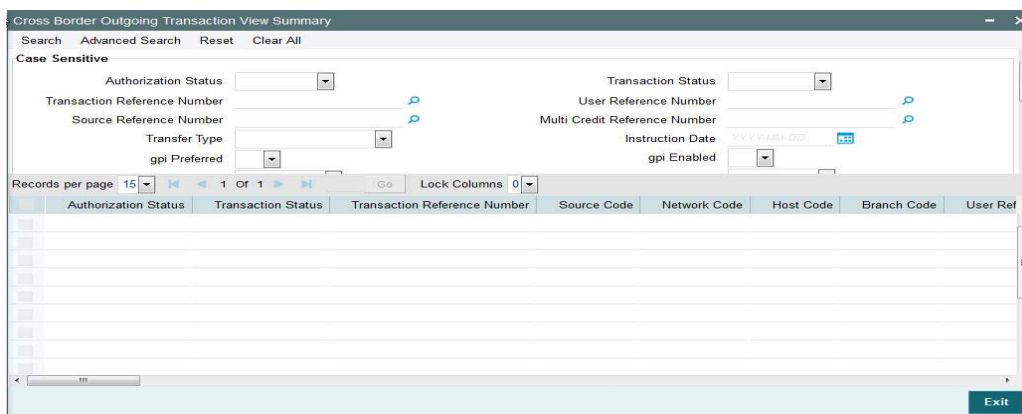 Cross Border Outgoing Transaction View Summary
Search Advanced Search Reset Clear All
Case Sensitive
Authorization Status Transaction Status
Transaction Reference Number User Reference Number
Source Reference Number Multi Credit Reference Number
Transfer Type Instruction Date YYYY-MM-DD
gpi Preferred gpi Enabled
Records per page 15 1 Of 1 Go Lock Columns 0
Authorization Status Transaction Status Transaction Reference Number Source Code Network Code Host Code Branch Code User Ref
Exit